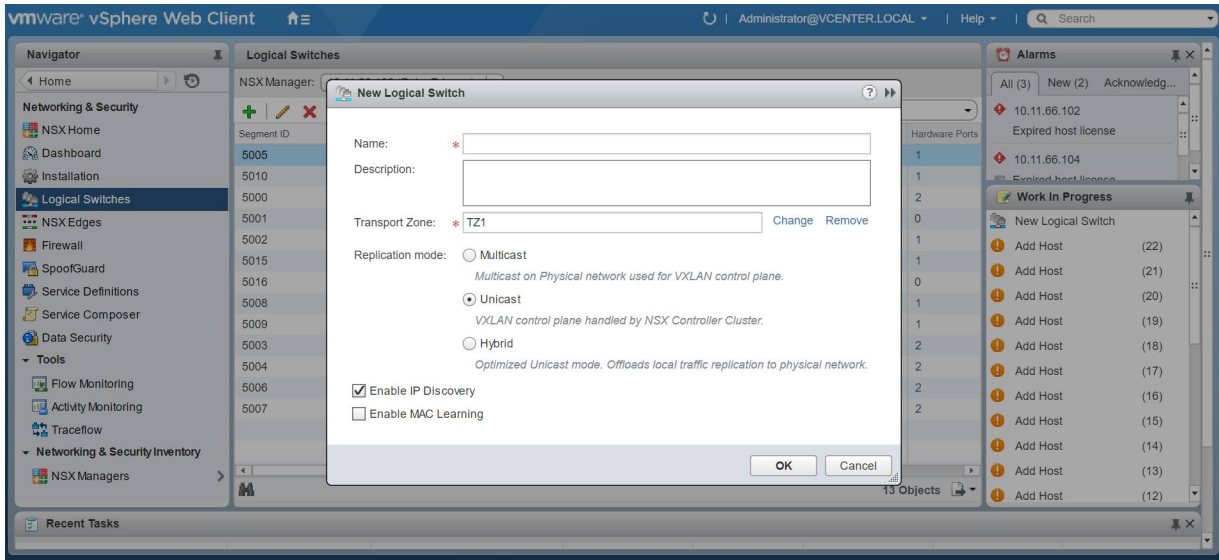 vmware® vSphere Web Client
Administrator@VCENTER.LOCAL
Help
Search
Navigator
Home
Networking & Security
NSX Home
Dashboard
Installation
Logical Switches
NSX Edges
Firewall
SpoofGuard
Service Definitions
Service Composer
Data Security
Tools
Flow Monitoring
Activity Monitoring
Traceflow
Networking & Security Inventory
NSX Managers
Logical Switches
NSX Manager:
Segment ID
Hardware Ports
5005 1
5010 1
5000 2
5001 0
5002 1
5015 1
5016 0
5008 1
5009 1
5003 2
5004 2
5006 2
5007 2
13 Objects
New Logical Switch
Name: *
Description:
Transport Zone: * TZ1 Change Remove
Replication mode: Multicast
Multicast on Physical network used for VXLAN control plane.
Unicast
VXLAN control plane handled by NSX Controller Cluster.
Hybrid
Optimized Unicast mode. Offloads local traffic replication to physical network.
Enable IP Discovery
Enable MAC Learning
OK Cancel
Alarms
All (3) New (2) Acknowledg...
10.11.66.102
Expired host license
10.11.66.104
Expired host license
Work In Progress
New Logical Switch
Add Host (22)
Add Host (21)
Add Host (20)
Add Host (19)
Add Host (18)
Add Host (17)
Add Host (16)
Add Host (15)
Add Host (14)
Add Host (13)
Add Host (12)
Recent Tasks